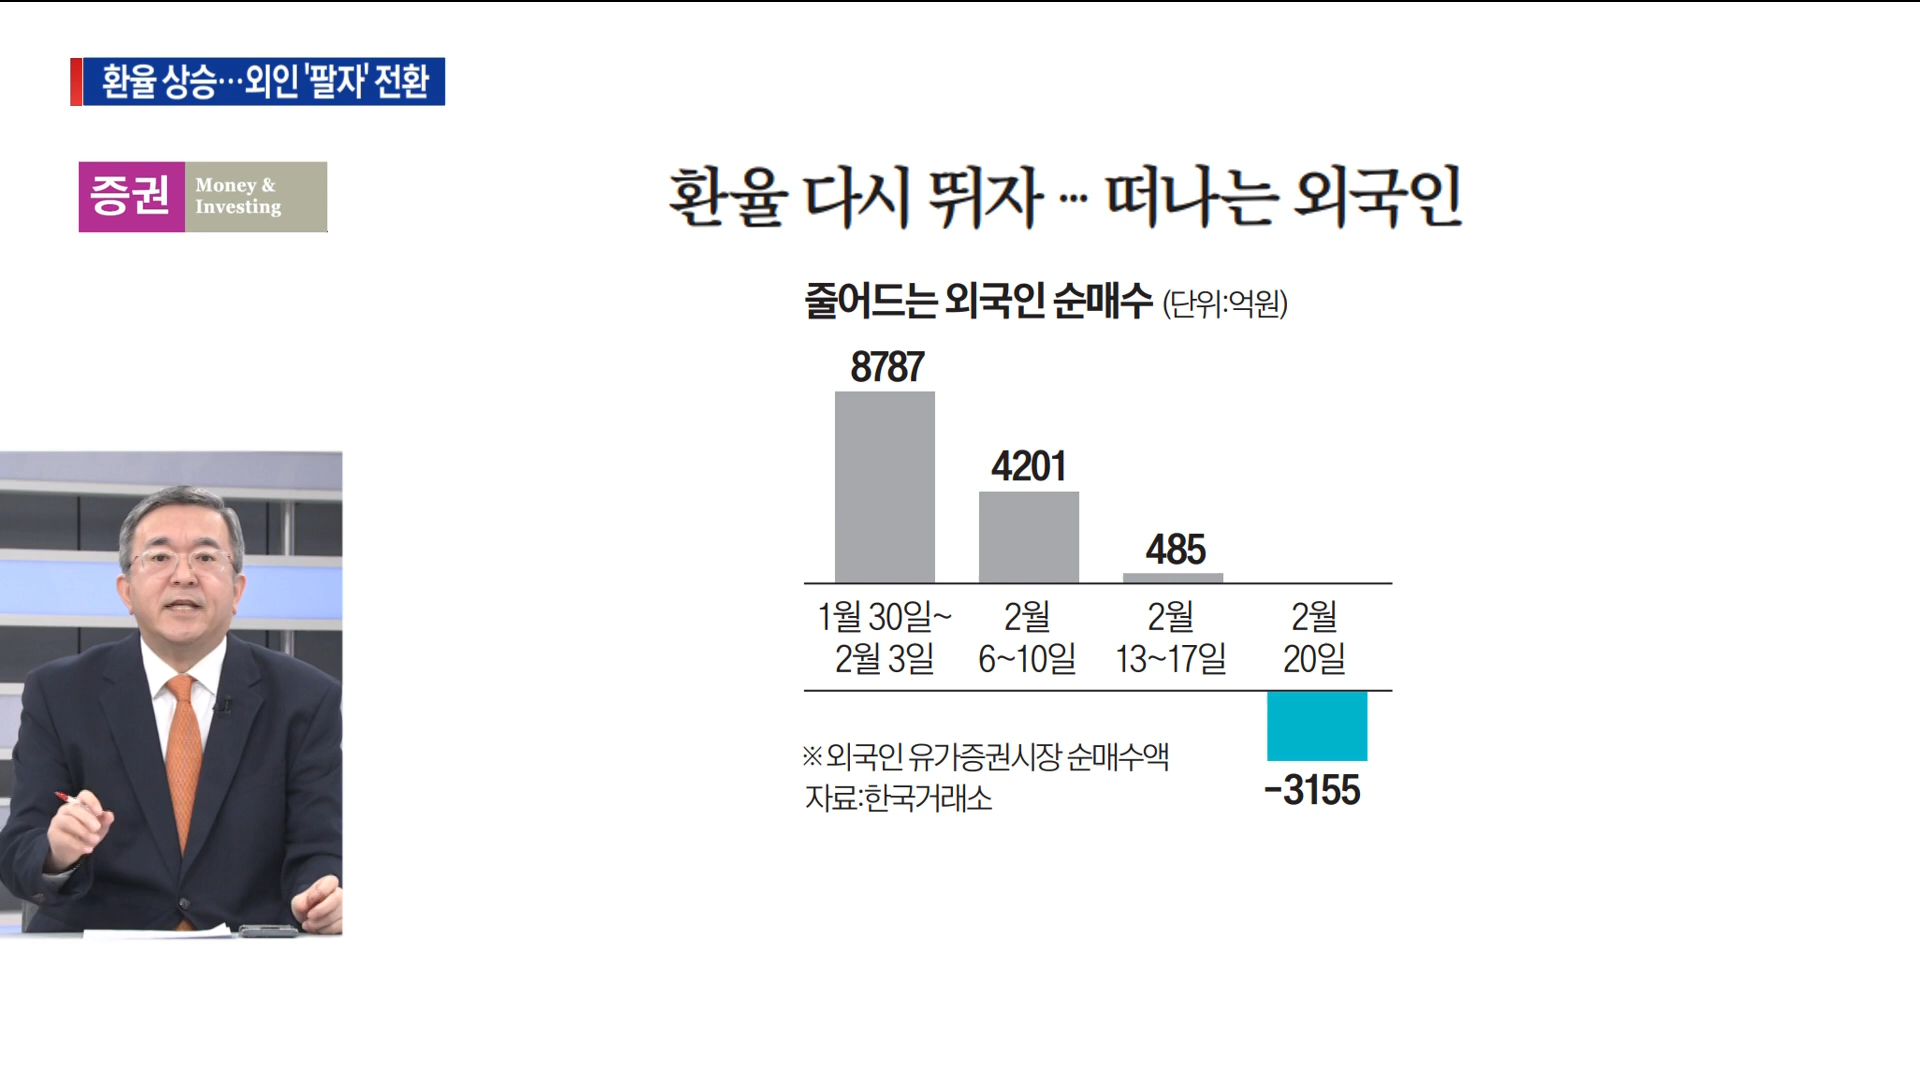 환율 상승…외인 '팔자' 전환
증권
Money &
Investing
환율 다시 뛰자 … 떠나는 외국인
줄어드는 외국인 순매수 (단위:억원)
8787
4201
485
1월 30일~
2월 3일
2월
6~10일
2월
13~17일
2월
20일
-3155
※외국인 유가증권시장 순매수액
자료:한국거래소